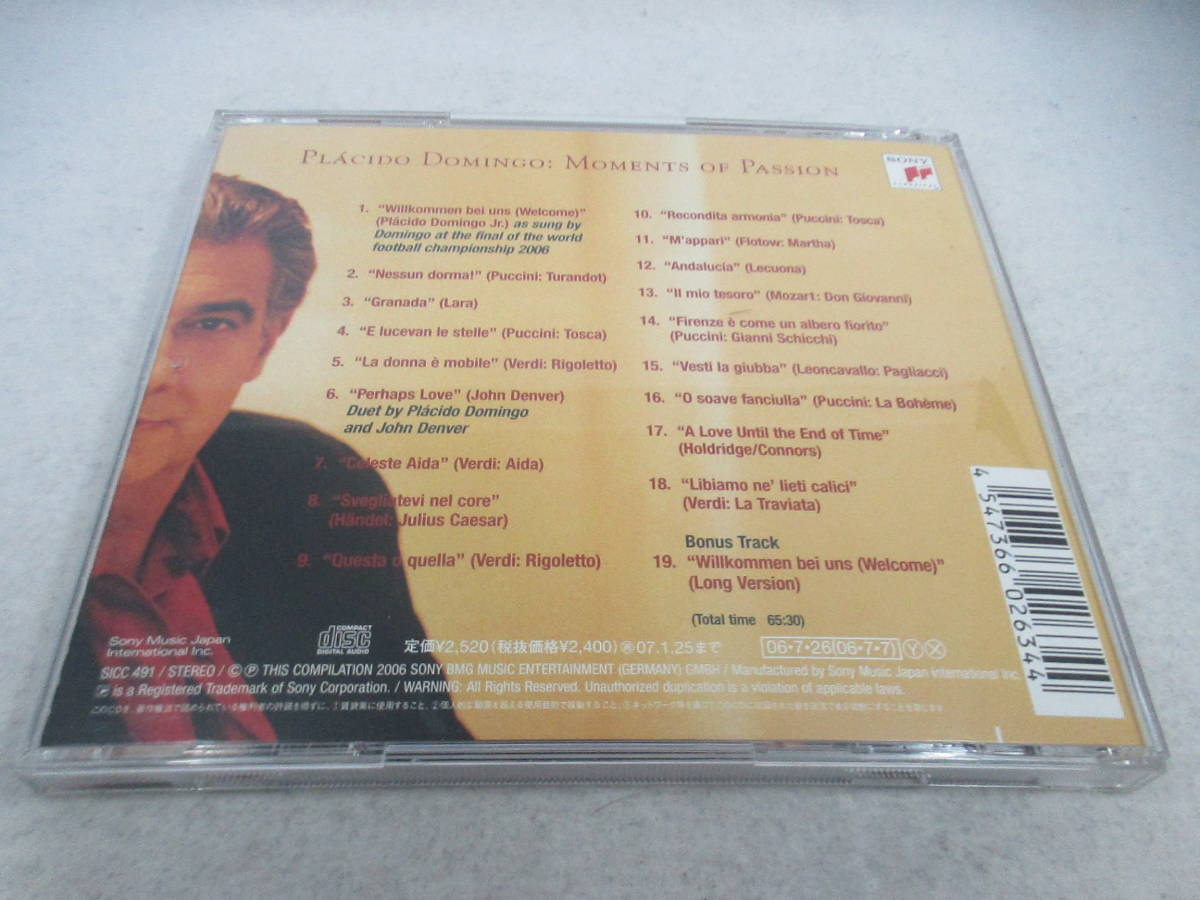 PLÁCIDO DOMINGO: MOMENTS OF PASSION
SONY
1. "Willkommen bei uns (Welcome)"
(Plácido Domingo Jr.) as sung by
Domingo at the final of the world
football championship 2006
2. "Nessun dorma!" (Puccini: Turandot)
3. "Granada" (Lara)
4. "E lucevan le stelle" (Puccini: Tosca)
5. "La donna è mobile" (Verdi: Rigoletto)
6. "Perhaps Love" (John Denver)
Duet by Plácido Domingo
and John Denver
7. "Celeste Aida" (Verdi: Aida)
8. "Svegliatevi nel core"
(Händel: Julius Caesar)
9. "Questa o quella" (Verdi: Rigoletto)
10. "Recondita armonia" (Puccini: Tosca)
11. "M'appari" (Flotow: Martha)
12. "Andalucía" (Lecuona)
13. "Il mio tesoro" (Mozart: Don Giovanni)
14. "Firenze è come un albero fiorito"
(Puccini: Gianni Schicchi)
15. "Vesti la giubba" (Leoncavallo: Pagliacci)
16. "O soave fanciulla" (Puccini: La Bohème)
17. "A Love Until the End of Time"
(Holdridge/Connors)
18. "Libiamo ne' lieti calici"
(Verdi: La Traviata)
Bonus Track
19. "Willkommen bei uns (Welcome)"
(Long Version)
(Total time 65:30)
4 547366 026344
Sony Music Japan
International Inc.
COMPACT
disc
DIGITAL AUDIO
定価¥2,520(税抜価格¥2,400)㋫07.1.25まで
06・7・26(06・7・7) Ⓨ Ⓧ
SICC 491 / STEREO / © ℗ THIS COMPILATION 2006 SONY BMG MUSIC ENTERTAINMENT (GERMANY) GMBH / Manufactured by Sony Music Japan International Inc.
is a Registered Trademark of Sony Corporation. / WARNING: All Rights Reserved. Unauthorized duplication is a violation of applicable laws.